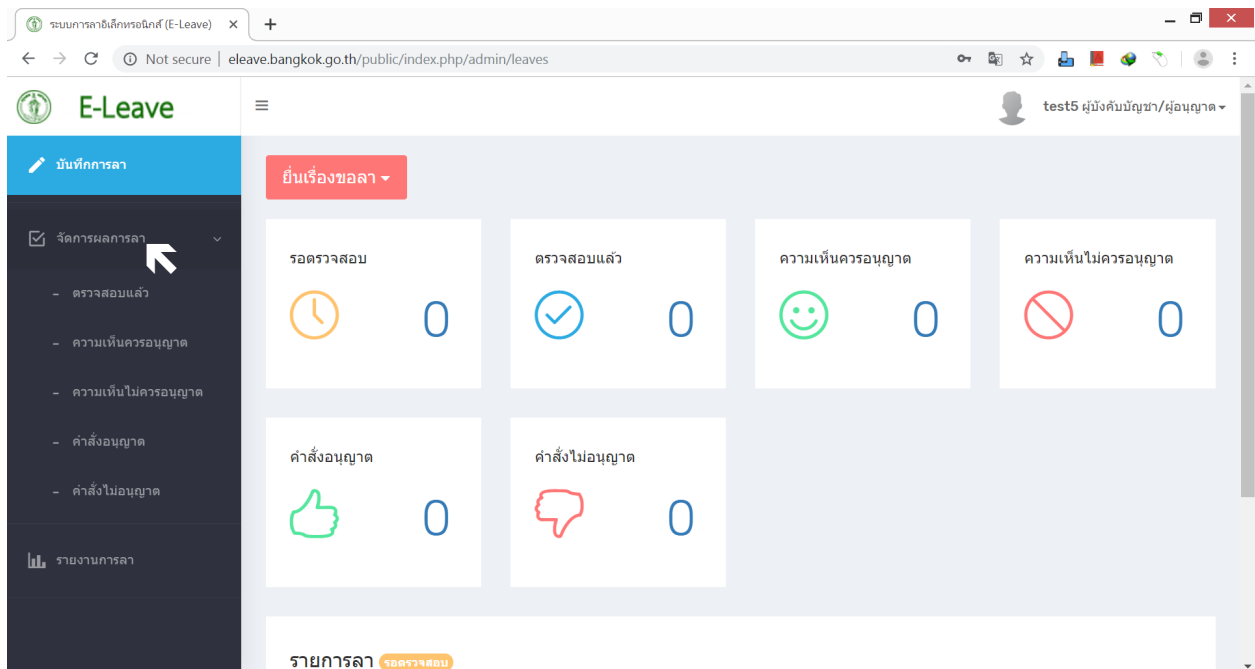 ระบบการลาอิเล็กทรอนิกส์ (E-Leave)
Not secure | eleave.bangkok.go.th/public/index.php/admin/leaves
E-Leave
test5 ผู้บังคับบัญชา/ผู้อนุญาต
บันทึกการลา
ยื่นเรื่องขอลา
จัดการผลการลา
ตรวจสอบแล้ว
ความเห็นควรอนุญาต
ความเห็นไม่ควรอนุญาต
คำสั่งอนุญาต
คำสั่งไม่อนุญาต
รายงานการลา
รอตรวจสอบ
0
ตรวจสอบแล้ว
0
ความเห็นควรอนุญาต
0
ความเห็นไม่ควรอนุญาต
0
คำสั่งอนุญาต
0
คำสั่งไม่อนุญาต
0
รายการลา รอตรวจสอบ